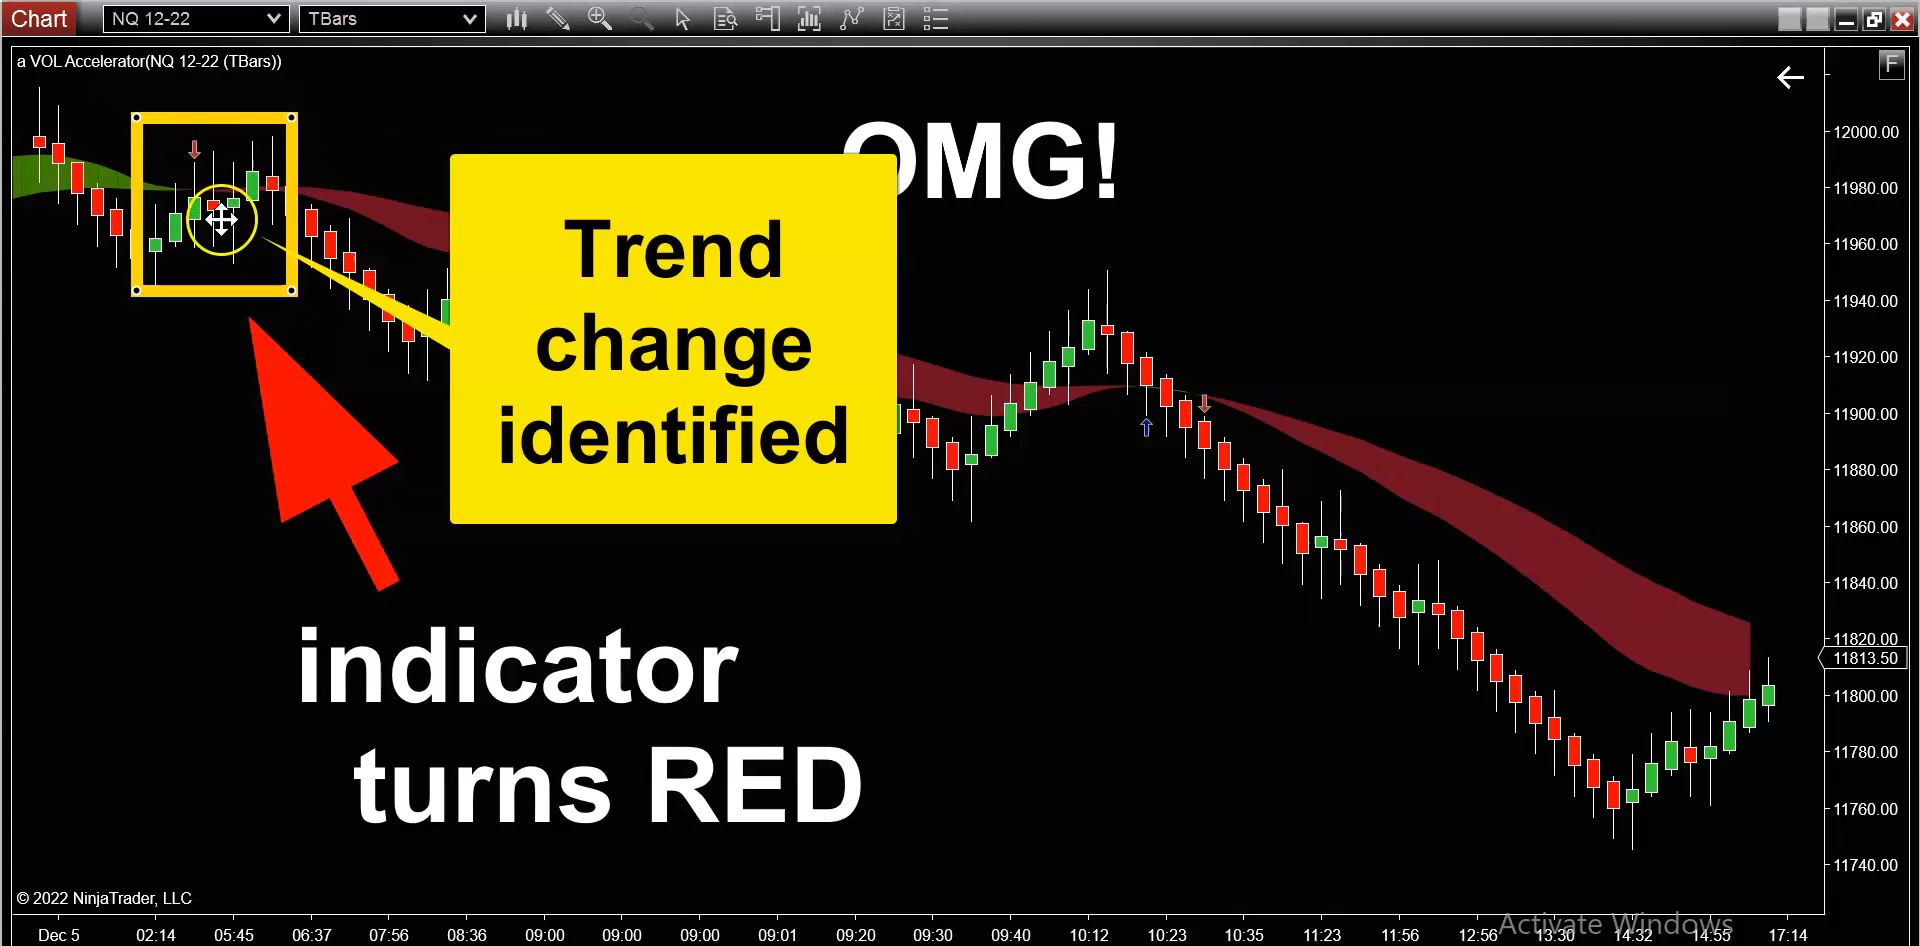 Chart
NQ 12-22
TBars
a VOL Accelerator(NQ 12-22 (TBars))
F
OMG!
Trend
change
identified
indicator
turns RED
12000.00
11980.00
11960.00
11940.00
11920.00
11900.00
11880.00
11860.00
11840.00
11820.00
11813.50
11800.00
11780.00
11760.00
11740.00
© 2022 NinjaTrader, LLC
Activate Windows
Dec 5 02:14 05:45 06:37 07:56 08:36 09:00 09:00 09:00 09:01 09:20 09:30 09:40 10:12 10:23 10:35 11:23 11:56 12:56 13:30 14:32 14:55 17:14